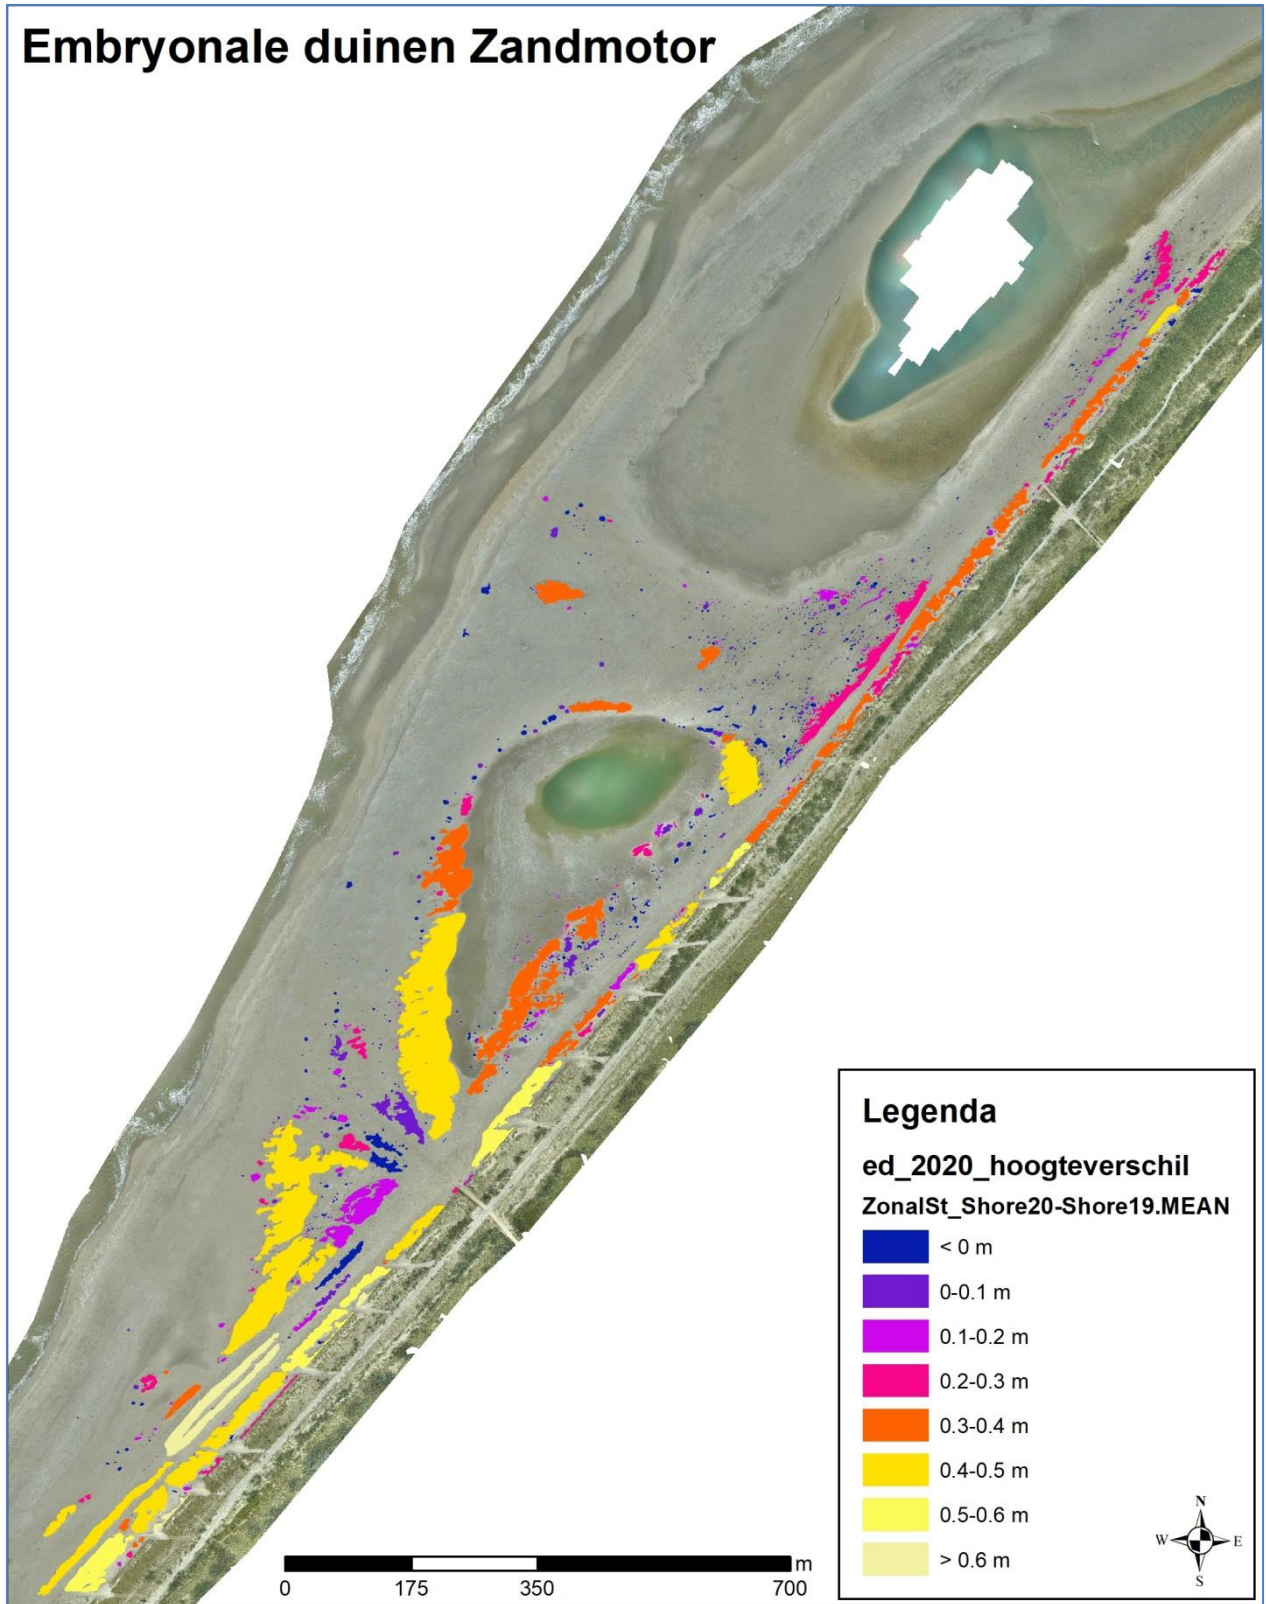 Embryonale duinen Zandmotor
Legenda
ed_2020_hoogteverschil
ZonalSt_Shore20-Shore19.MEAN
< 0 m
0-0.1 m
0.1-0.2 m
0.2-0.3 m
0.3-0.4 m
0.4-0.5 m
0.5-0.6 m
> 0.6 m
N
W E
S
m
0 175 350 700